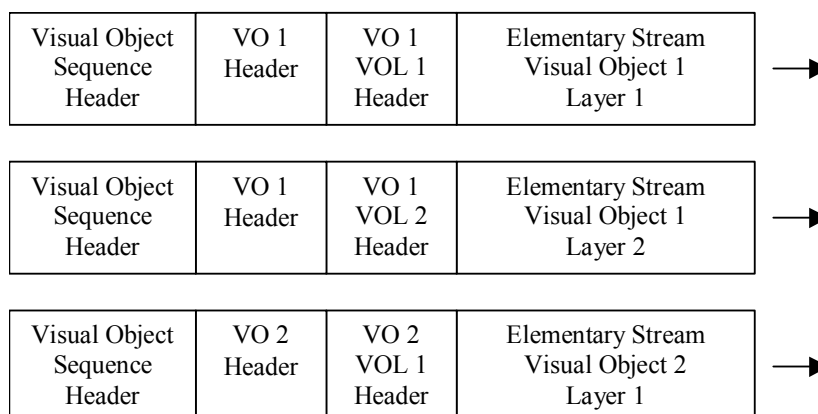 Visual Object
Sequence
Header
VO 1
Header
VO 1
VOL 1
Header
Elementary Stream
Visual Object 1
Layer 1
Visual Object
Sequence
Header
VO 1
Header
VO 1
VOL 2
Header
Elementary Stream
Visual Object 1
Layer 2
Visual Object
Sequence
Header
VO 2
Header
VO 2
VOL 1
Header
Elementary Stream
Visual Object 2
Layer 1